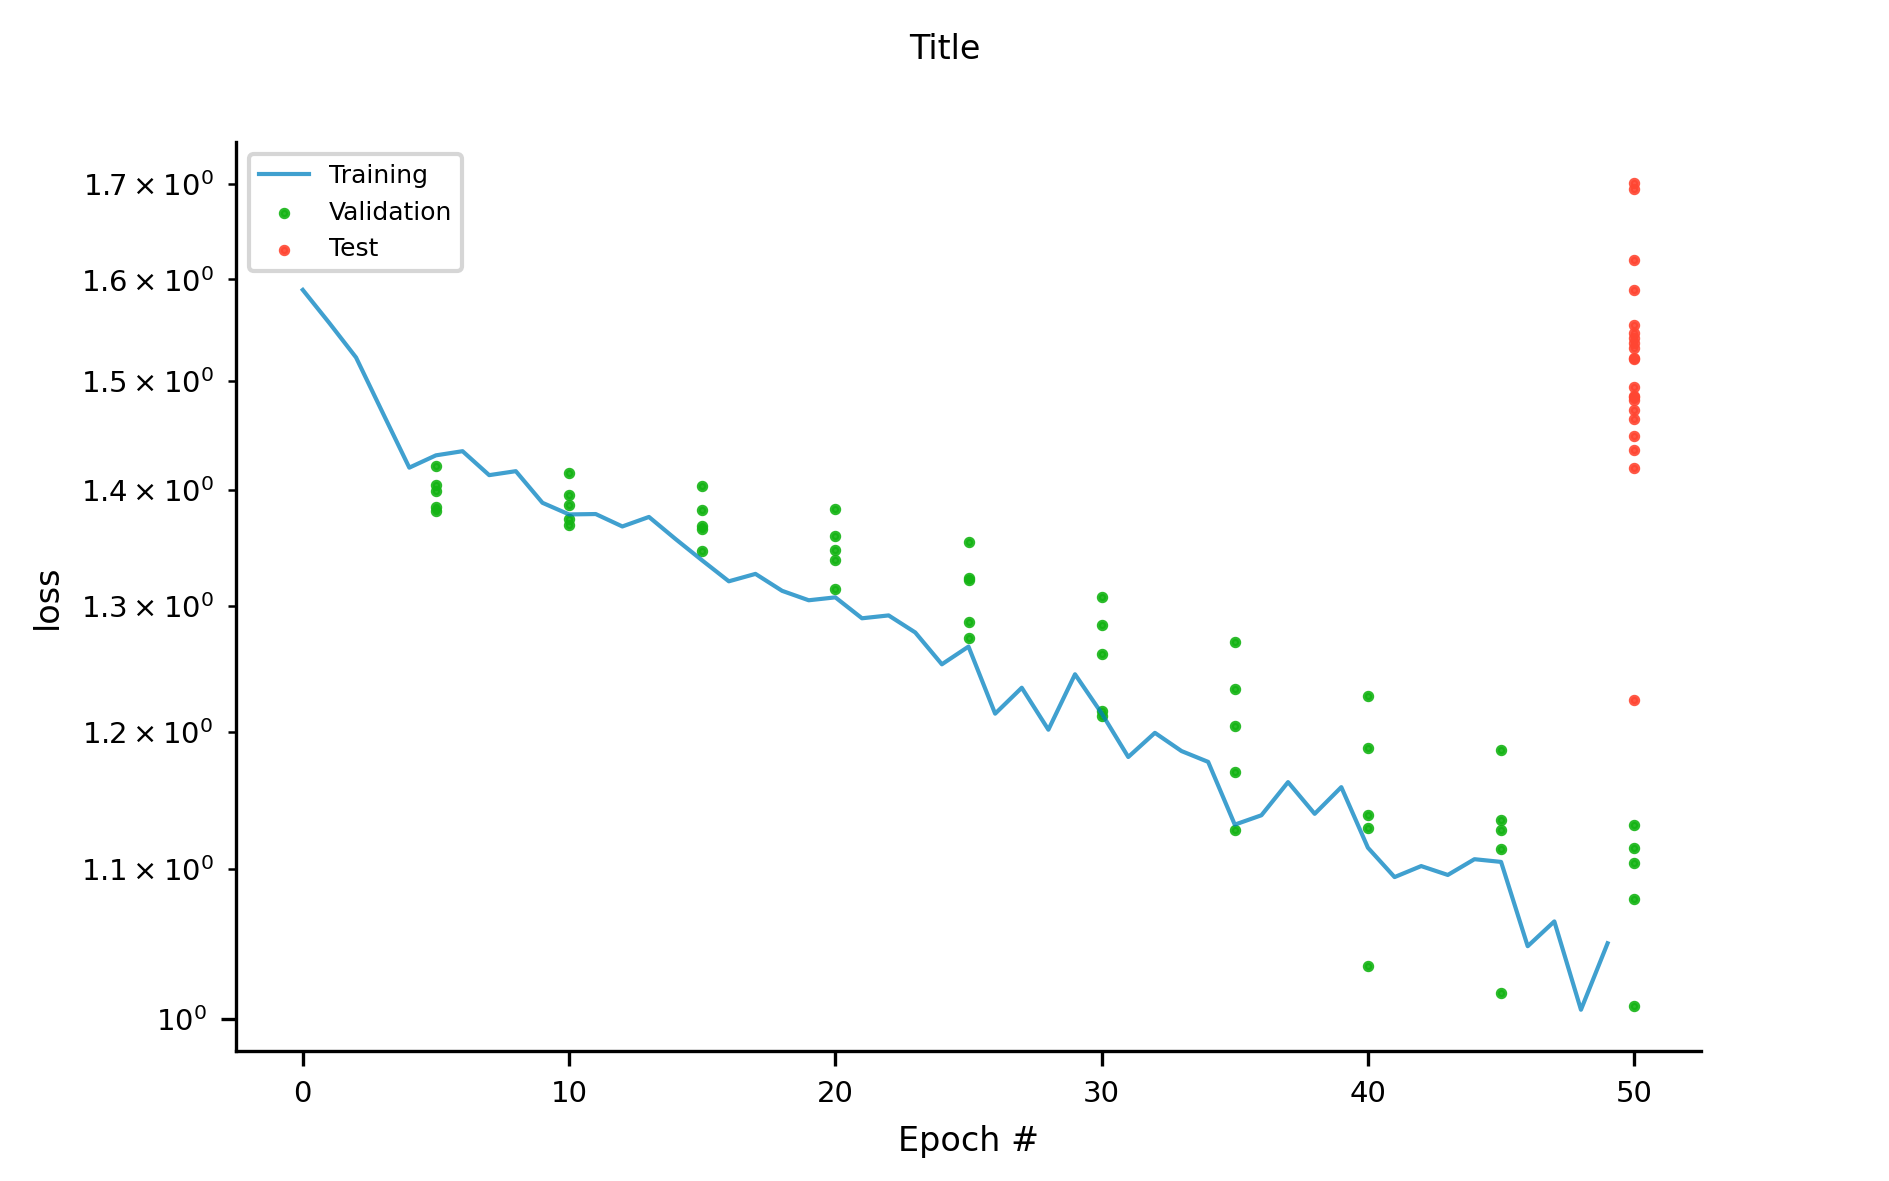 Title
Training
Validation
Test
1.7 × 10⁰
1.6 × 10⁰
1.5 × 10⁰
1.4 × 10⁰
1.3 × 10⁰
1.2 × 10⁰
1.1 × 10⁰
10⁰
loss
0 10 20 30 40 50
Epoch #